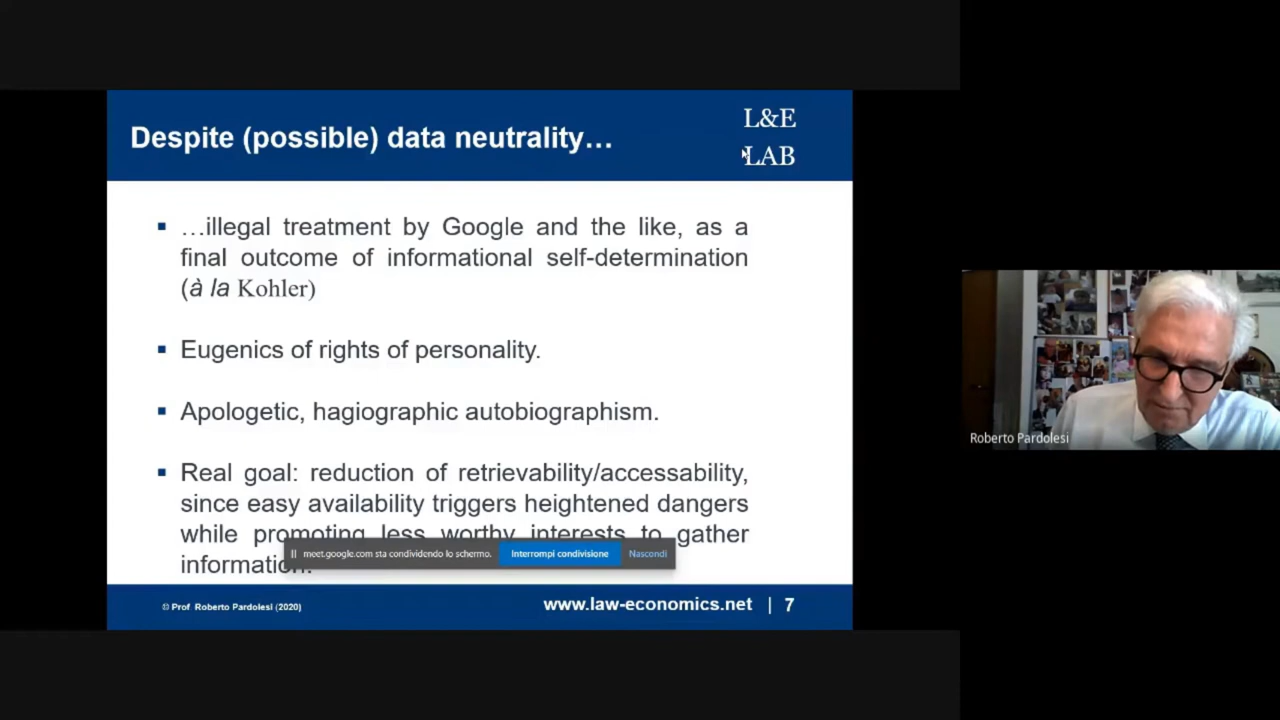 Despite (possible) data neutrality…
L&E
LAB
▪ …illegal treatment by Google and the like, as a
final outcome of informational self-determination
(à la Kohler)
▪ Eugenics of rights of personality.
▪ Apologetic, hagiographic autobiographism.
▪ Real goal: reduction of retrievability/accessability,
since easy availability triggers heightened dangers
while promoting less worthy interests to gather
information.
meet.google.com sta condividendo lo schermo. Interrompi condivisione Nascondi
© Prof. Roberto Pardolesi (2020)
www.law-economics.net | 7
Roberto Pardolesi